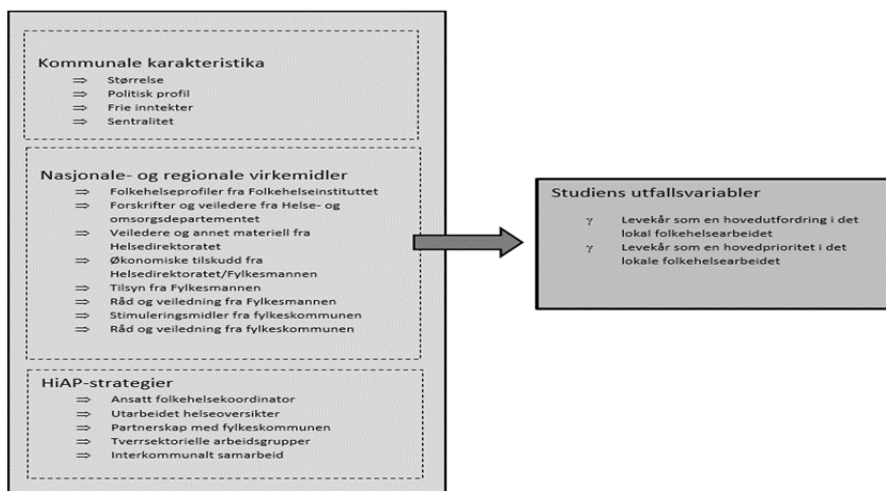 Kommunale karakteristika
⇒ Størrelse
⇒ Politisk profil
⇒ Frie inntekter
⇒ Sentralitet
Nasjonale- og regionale virkemidler
⇒ Folkehelseprofiler fra Folkehelseinstituttet
⇒ Forskrifter og veiledere fra Helse- og
omsorgsdepartementet
⇒ Veiledere og annet materiell fra
Helsedirektoratet
⇒ Økonomiske tilskudd fra
Helsedirektoratet/Fylkesmannen
⇒ Tilsyn fra Fylkesmannen
⇒ Råd og veiledning fra Fylkesmannen
⇒ Stimuleringsmidler fra fylkeskommunen
⇒ Råd og veiledning fra fylkeskommunen
HiAP-strategier
⇒ Ansatt folkehelsekoordinator
⇒ Utarbeidet helseoversikter
⇒ Partnerskap med fylkeskommunen
⇒ Tverrsektorielle arbeidsgrupper
⇒ Interkommunalt samarbeid
Studiens utfallsvariabler
γ Levekår som en hovedutfordring i det
lokal folkehelsearbeidet
γ Levekår som en hovedprioritet i det
lokale folkehelsearbeidet